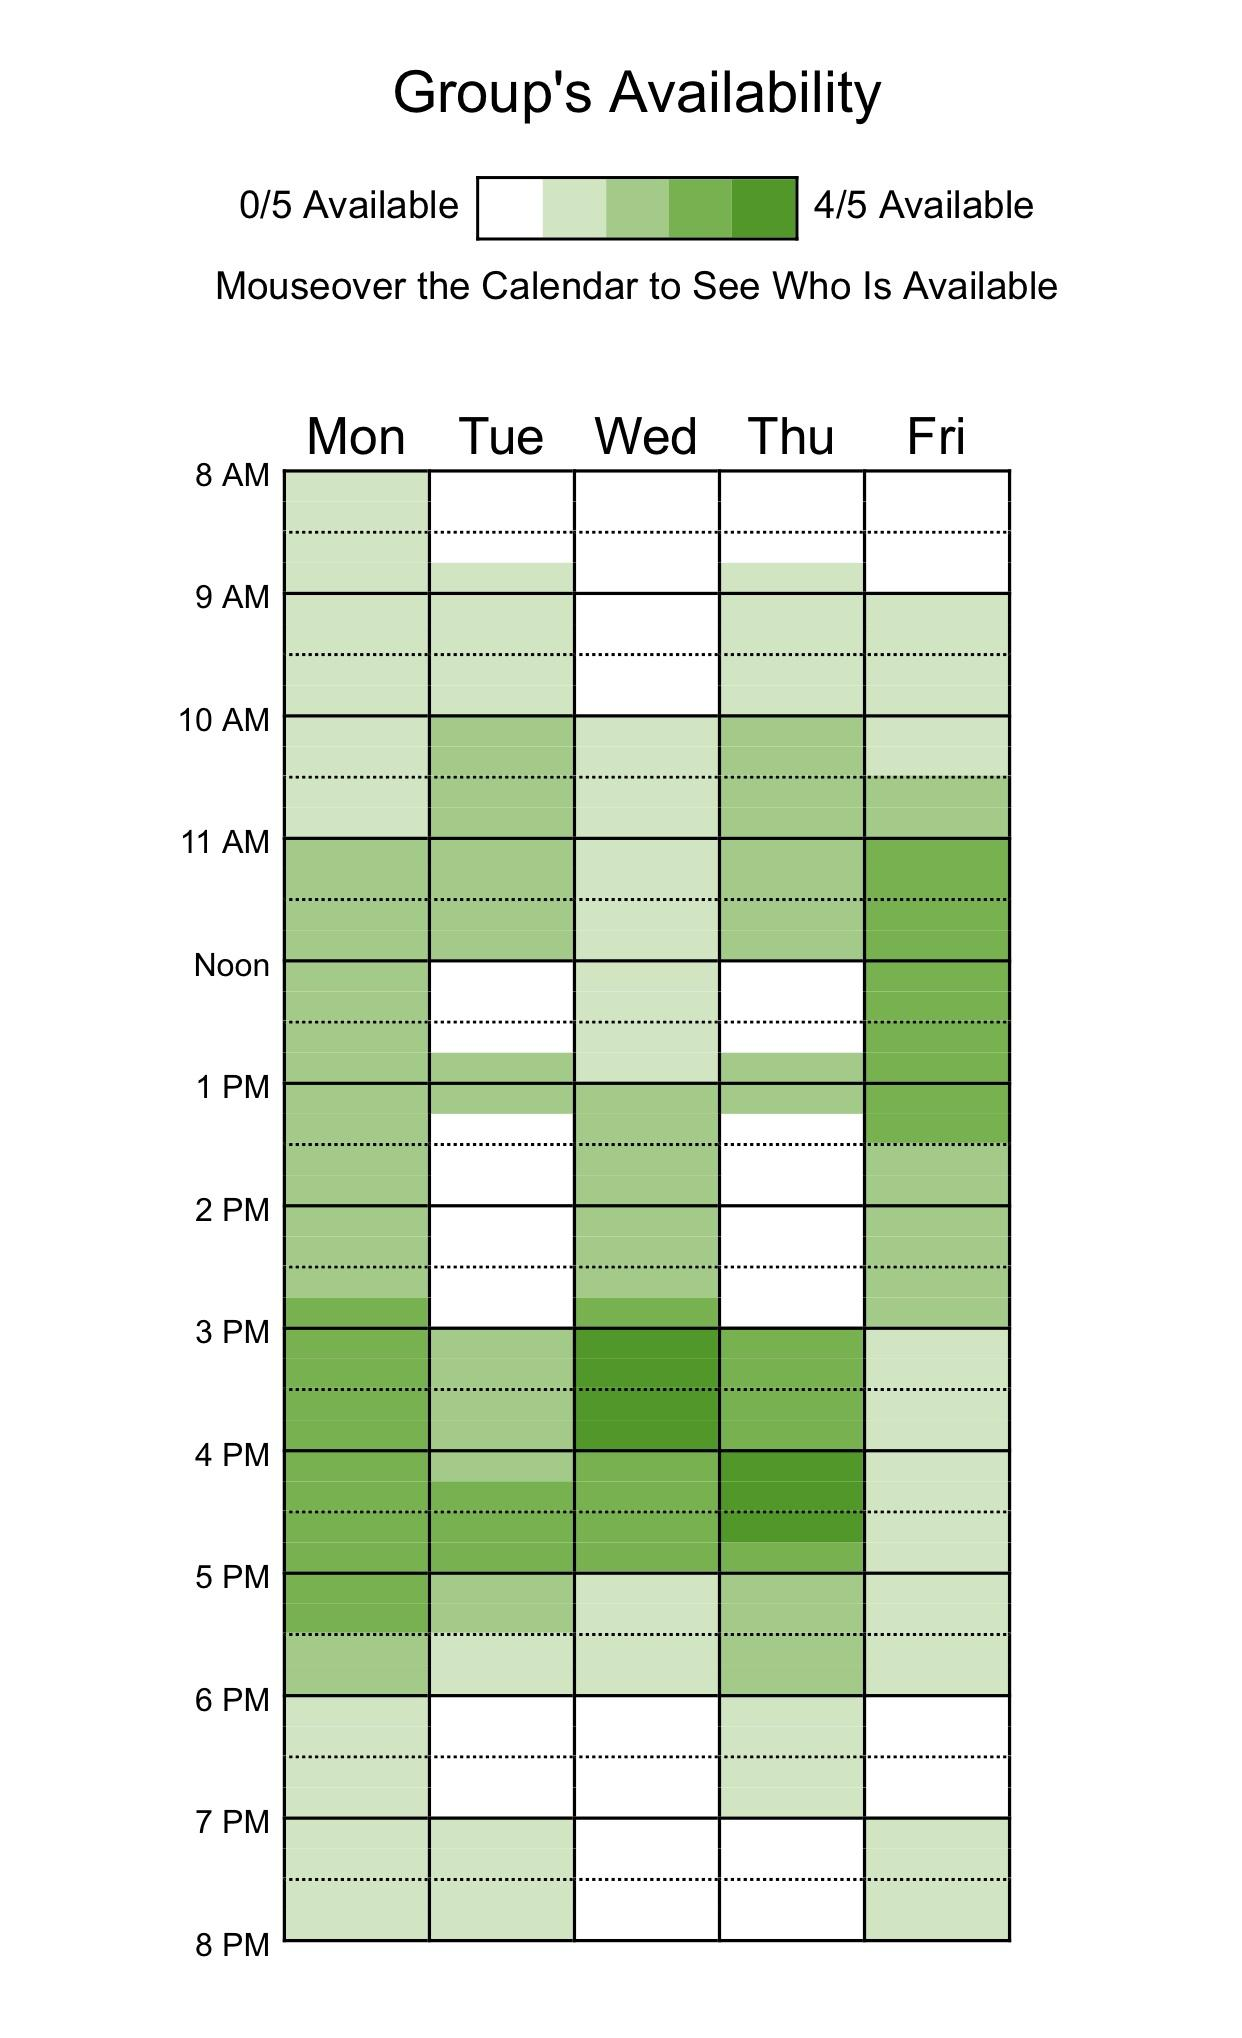 Group's Availability
0/5 Available 4/5 Available
Mouseover the Calendar to See Who Is Available
Mon Tue Wed Thu Fri
8 AM
9 AM
10 AM
11 AM
Noon
1 PM
2 PM
3 PM
4 PM
5 PM
6 PM
7 PM
8 PM